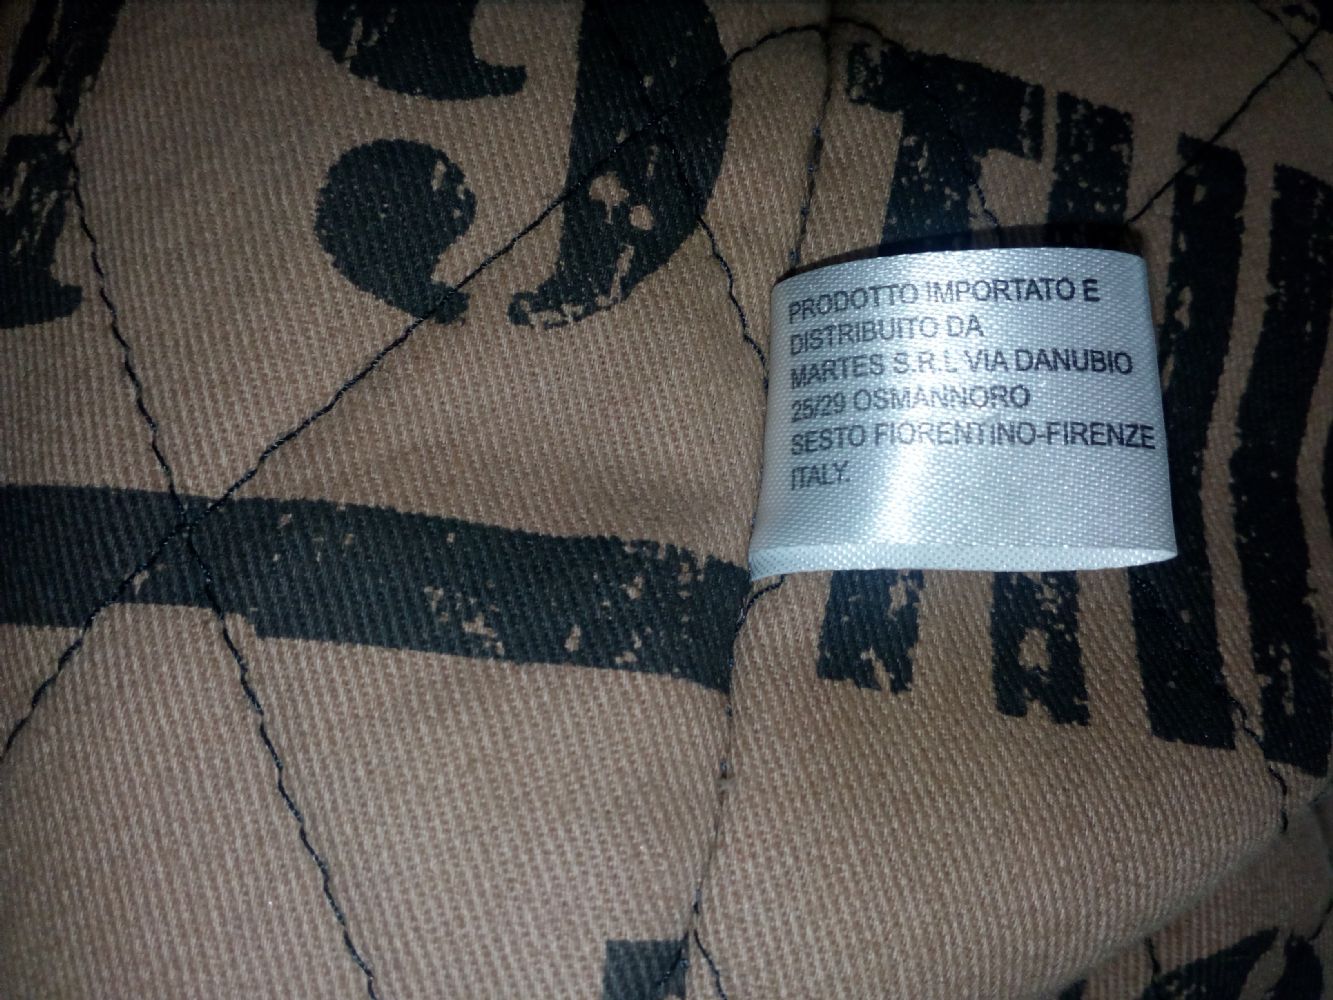 PRODOTTO IMPORTATO E
DISTRIBUITO DA
MARTES S.R.L VIA DANUBIO
25/29 OSMANNORO
SESTO FIORENTINO-FIRENZE
ITALY.